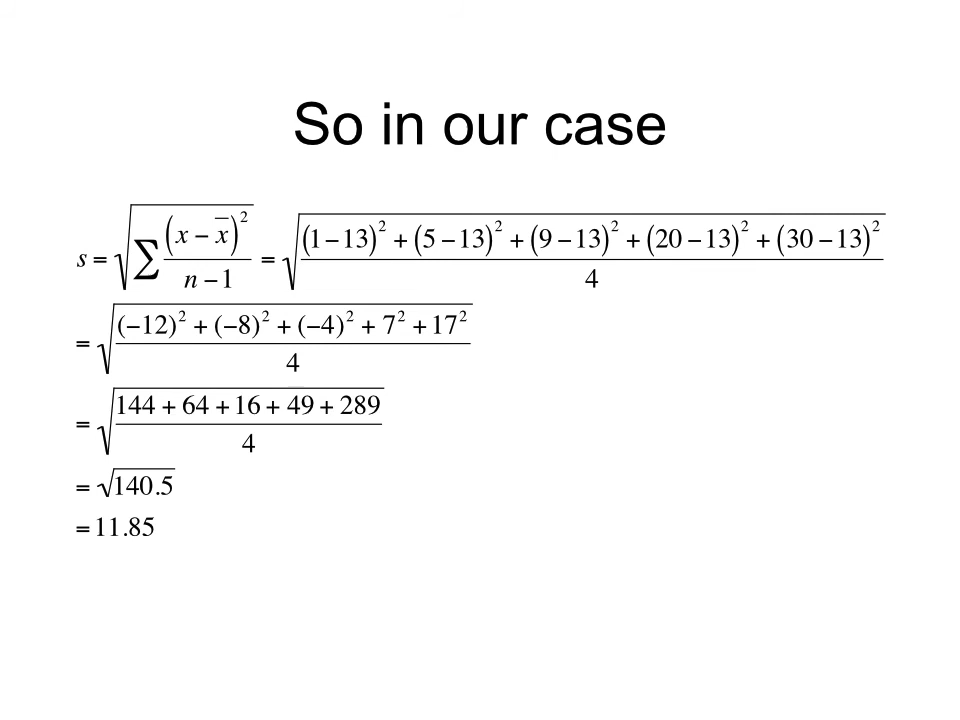 So in our case
s = √(∑ (x − x̅)² / (n − 1)) = √(((1−13)² + (5−13)² + (9−13)² + (20−13)² + (30−13)²) / 4)
= √(((−12)² + (−8)² + (−4)² + 7² + 17²) / 4)
= √((144 + 64 + 16 + 49 + 289) / 4)
= √140.5
= 11.85